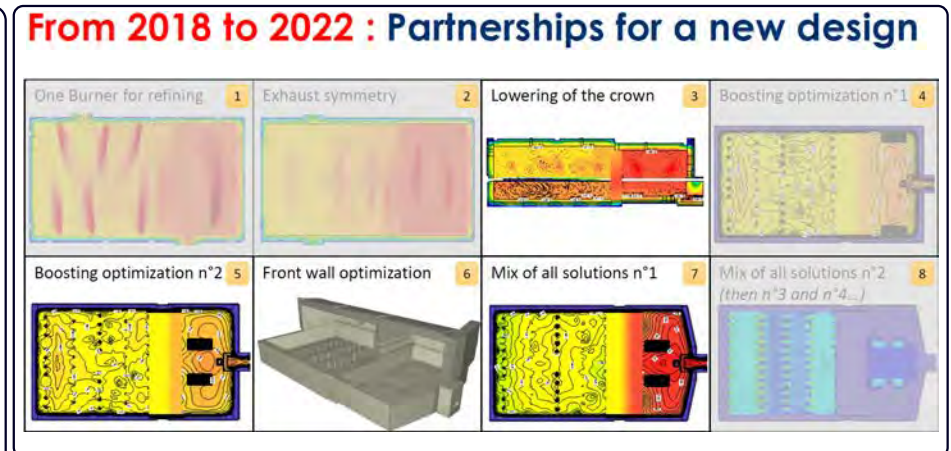 From 2018 to 2022 : Partnerships for a new design
One Burner for refining 1
Exhaust symmetry 2
Lowering of the crown 3
Boosting optimization n°1 4
Boosting optimization n°2 5
Front wall optimization 6
Mix of all solutions n°1 7
Mix of all solutions n°2 8
(then n°3 and n°4...)